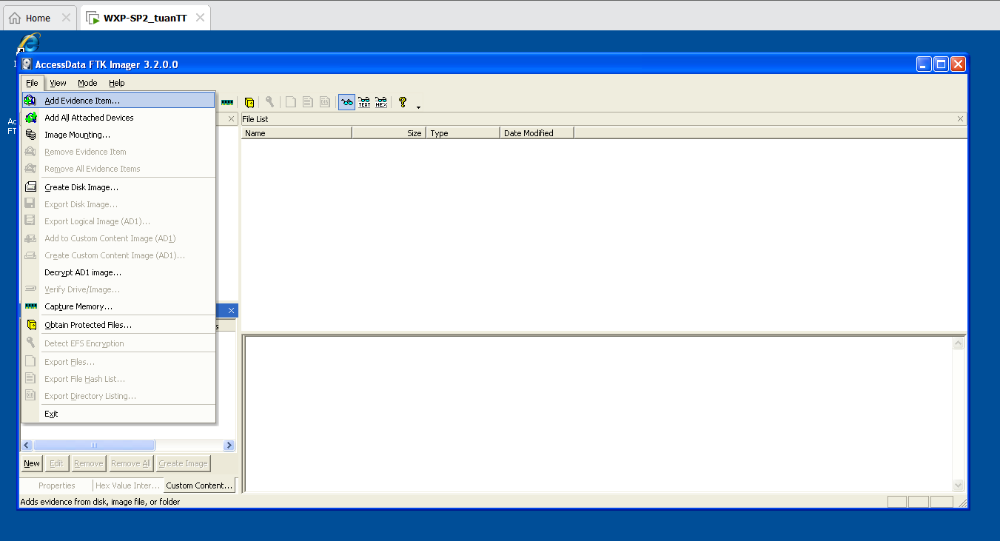 Home
WXP-SP2_tuanTT
AccessData FTK Imager 3.2.0.0
File View Mode Help
Add Evidence Item...
Add All Attached Devices
Image Mounting...
Remove Evidence Item
Remove All Evidence Items
Create Disk Image...
Export Disk Image...
Export Logical Image (AD1)...
Add to Custom Content Image (AD1)
Create Custom Content Image (AD1)...
Decrypt AD1 image...
Verify Drive/Image...
Capture Memory...
Obtain Protected Files...
Detect EFS Encryption
Export Files...
Export File Hash List...
Export Directory Listing...
Exit
TEXT HEX
File List
Name Size Type Date Modified
New Edit Remove Remove All Create Image
Properties Hex Value Inter... Custom Content...
Adds evidence from disk, image file, or folder